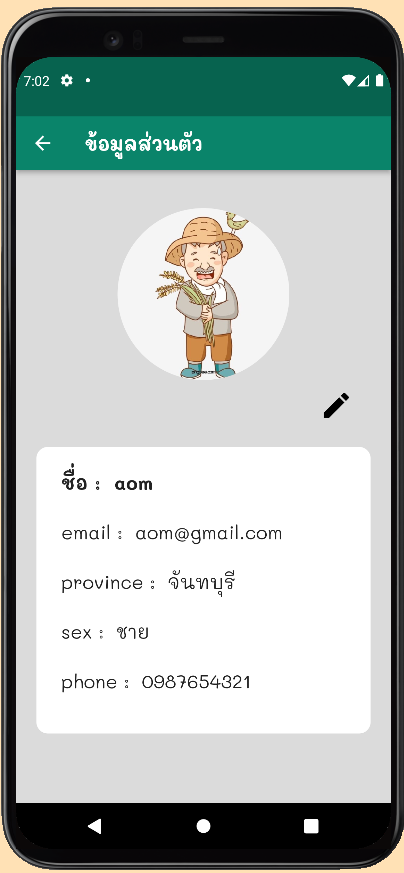 7:02
ข้อมูลส่วนตัว
ชื่อ : aom
email : aom@gmail.com
province : จันทบุรี
sex : ชาย
phone : 0987654321